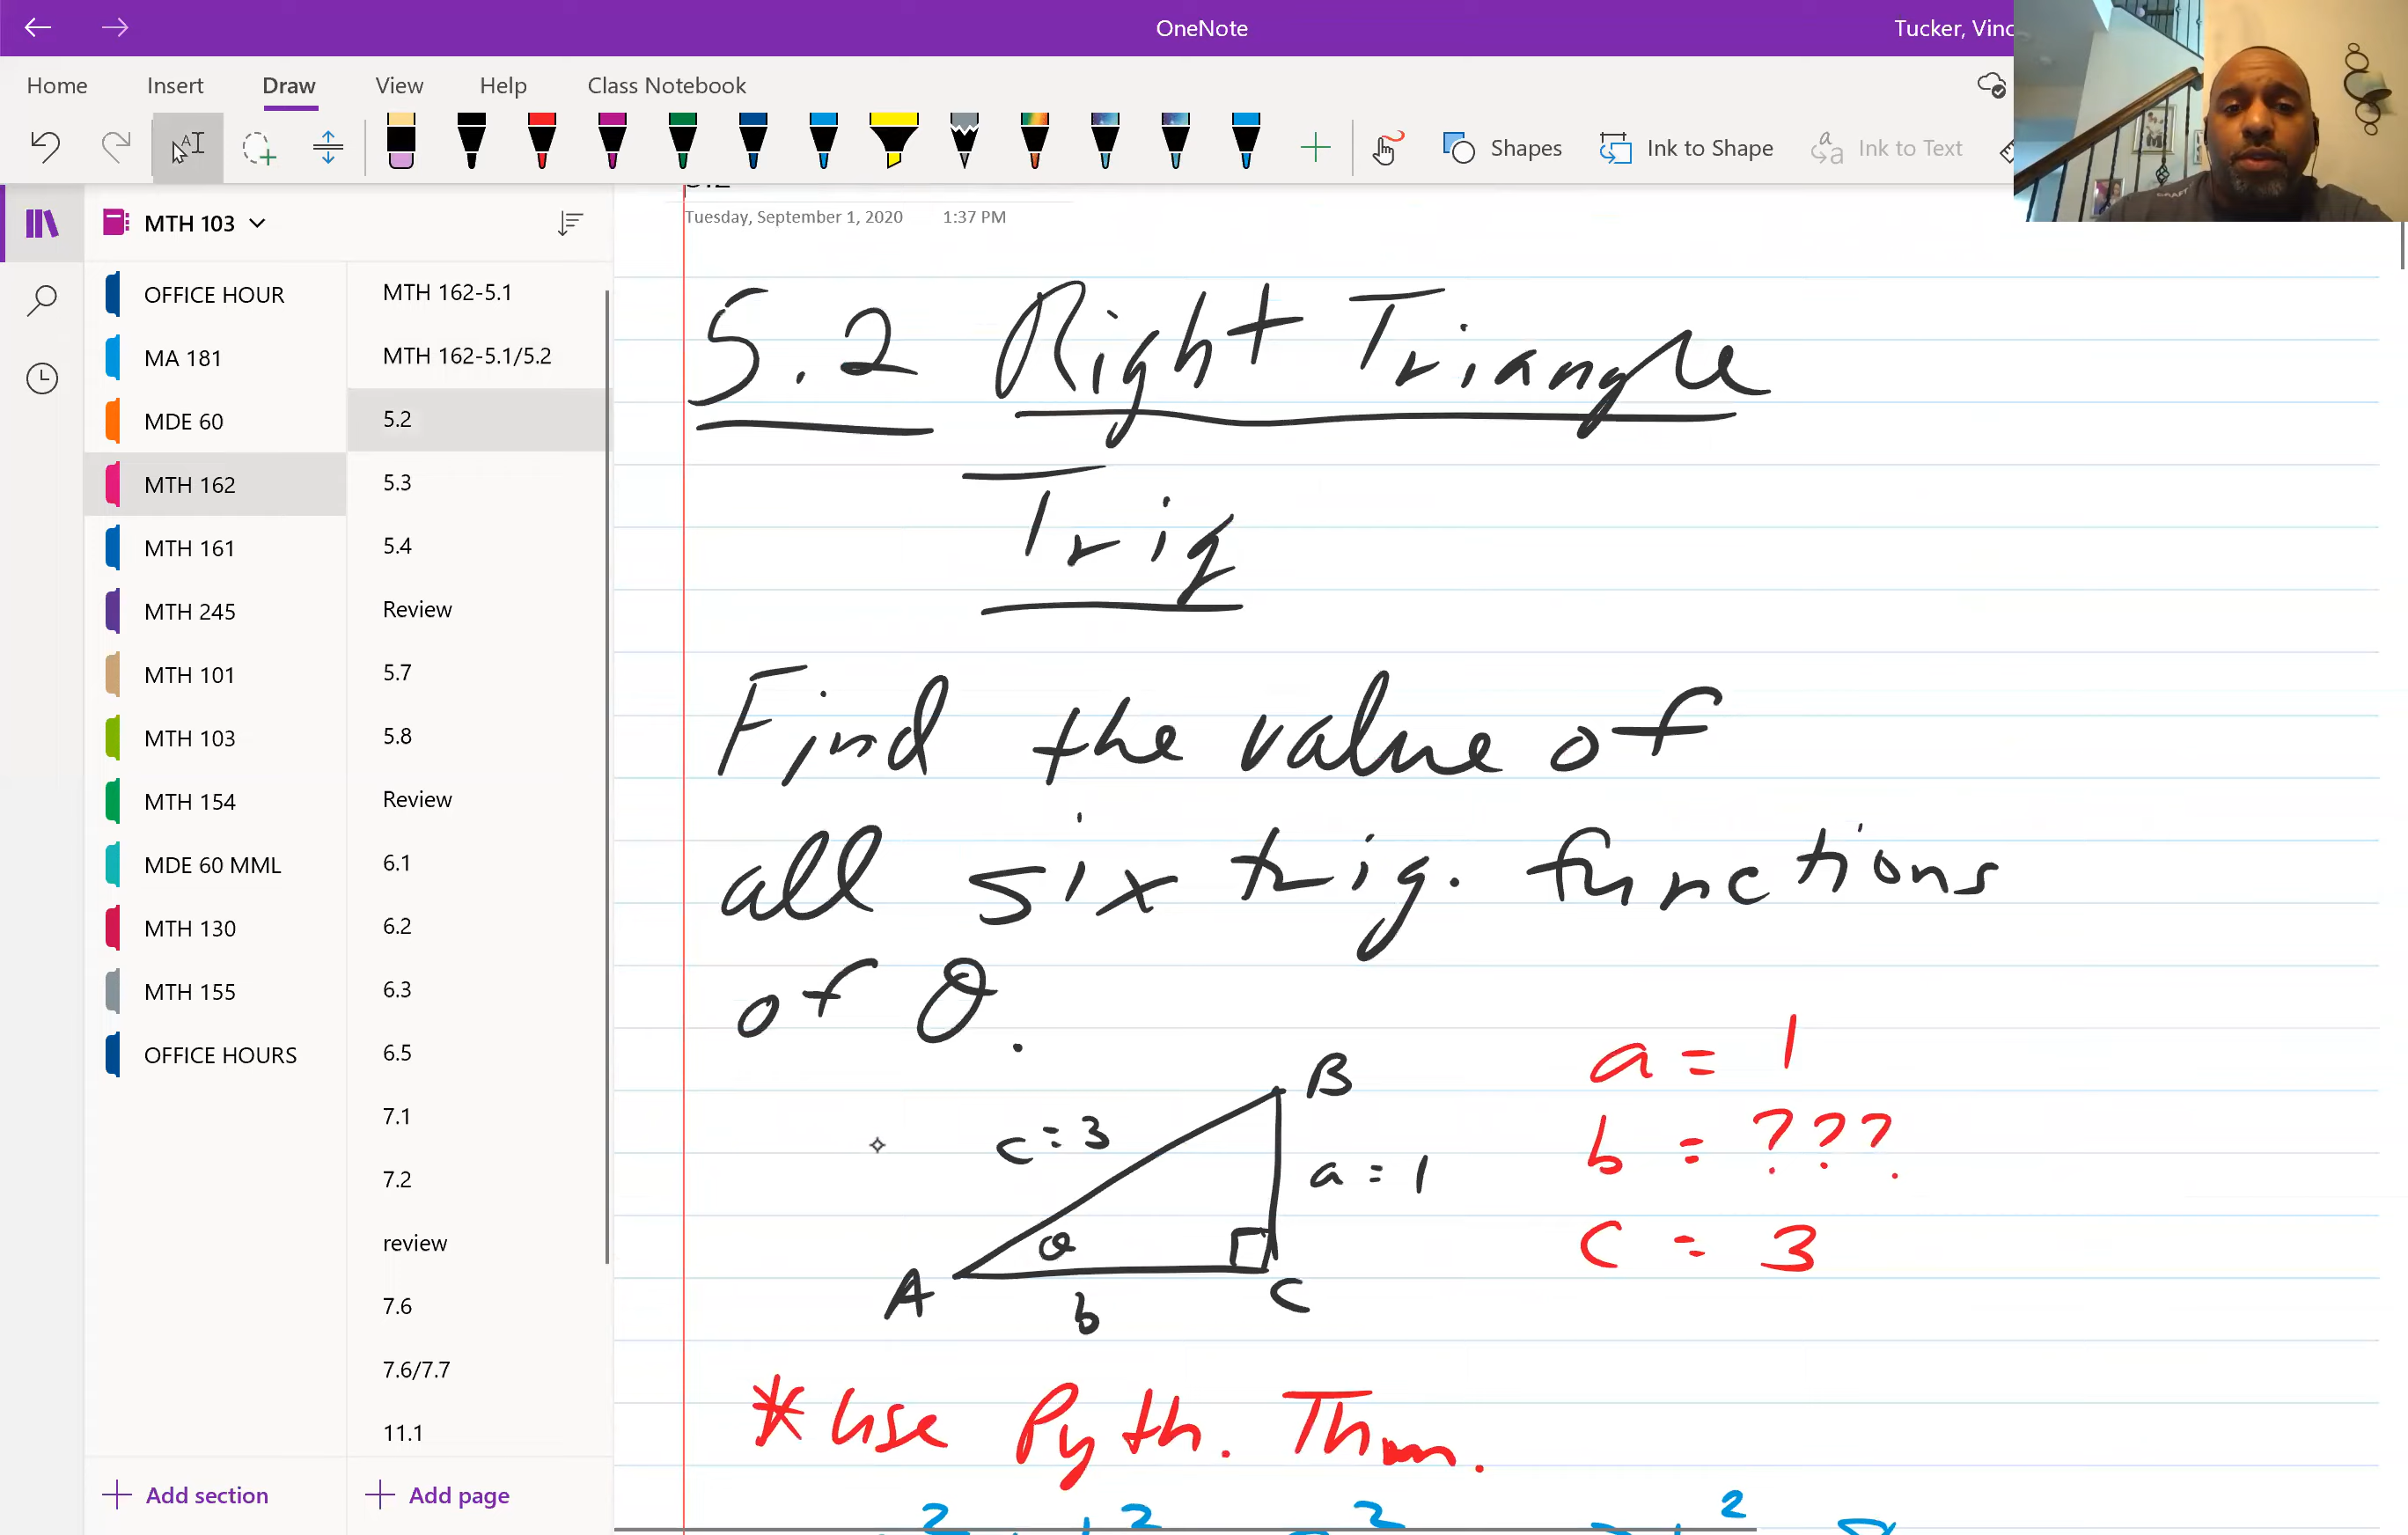 OneNote
Tucker, Vinc
Home Insert Draw View Help Class Notebook
Shapes Ink to Shape Ink to Text
MTH 103
OFFICE HOUR
MA 181
MDE 60
MTH 162
MTH 161
MTH 245
MTH 101
MTH 103
MTH 154
MDE 60 MML
MTH 130
MTH 155
OFFICE HOURS
Add section
MTH 162-5.1
MTH 162-5.1/5.2
5.2
5.3
5.4
Review
5.7
5.8
Review
6.1
6.2
6.3
6.5
7.1
7.2
review
7.6
7.6/7.7
11.1
Add page
5.2
Tuesday, September 1, 2020 1:37 PM
5.2 Right Triangle
Trig
Find the value of
all six trig. functions
of θ.
B
c = 3
a = 1
θ
A
b
C
a = 1
b = ???.
c = 3
* Use Pyth. Thm.
DRAFT